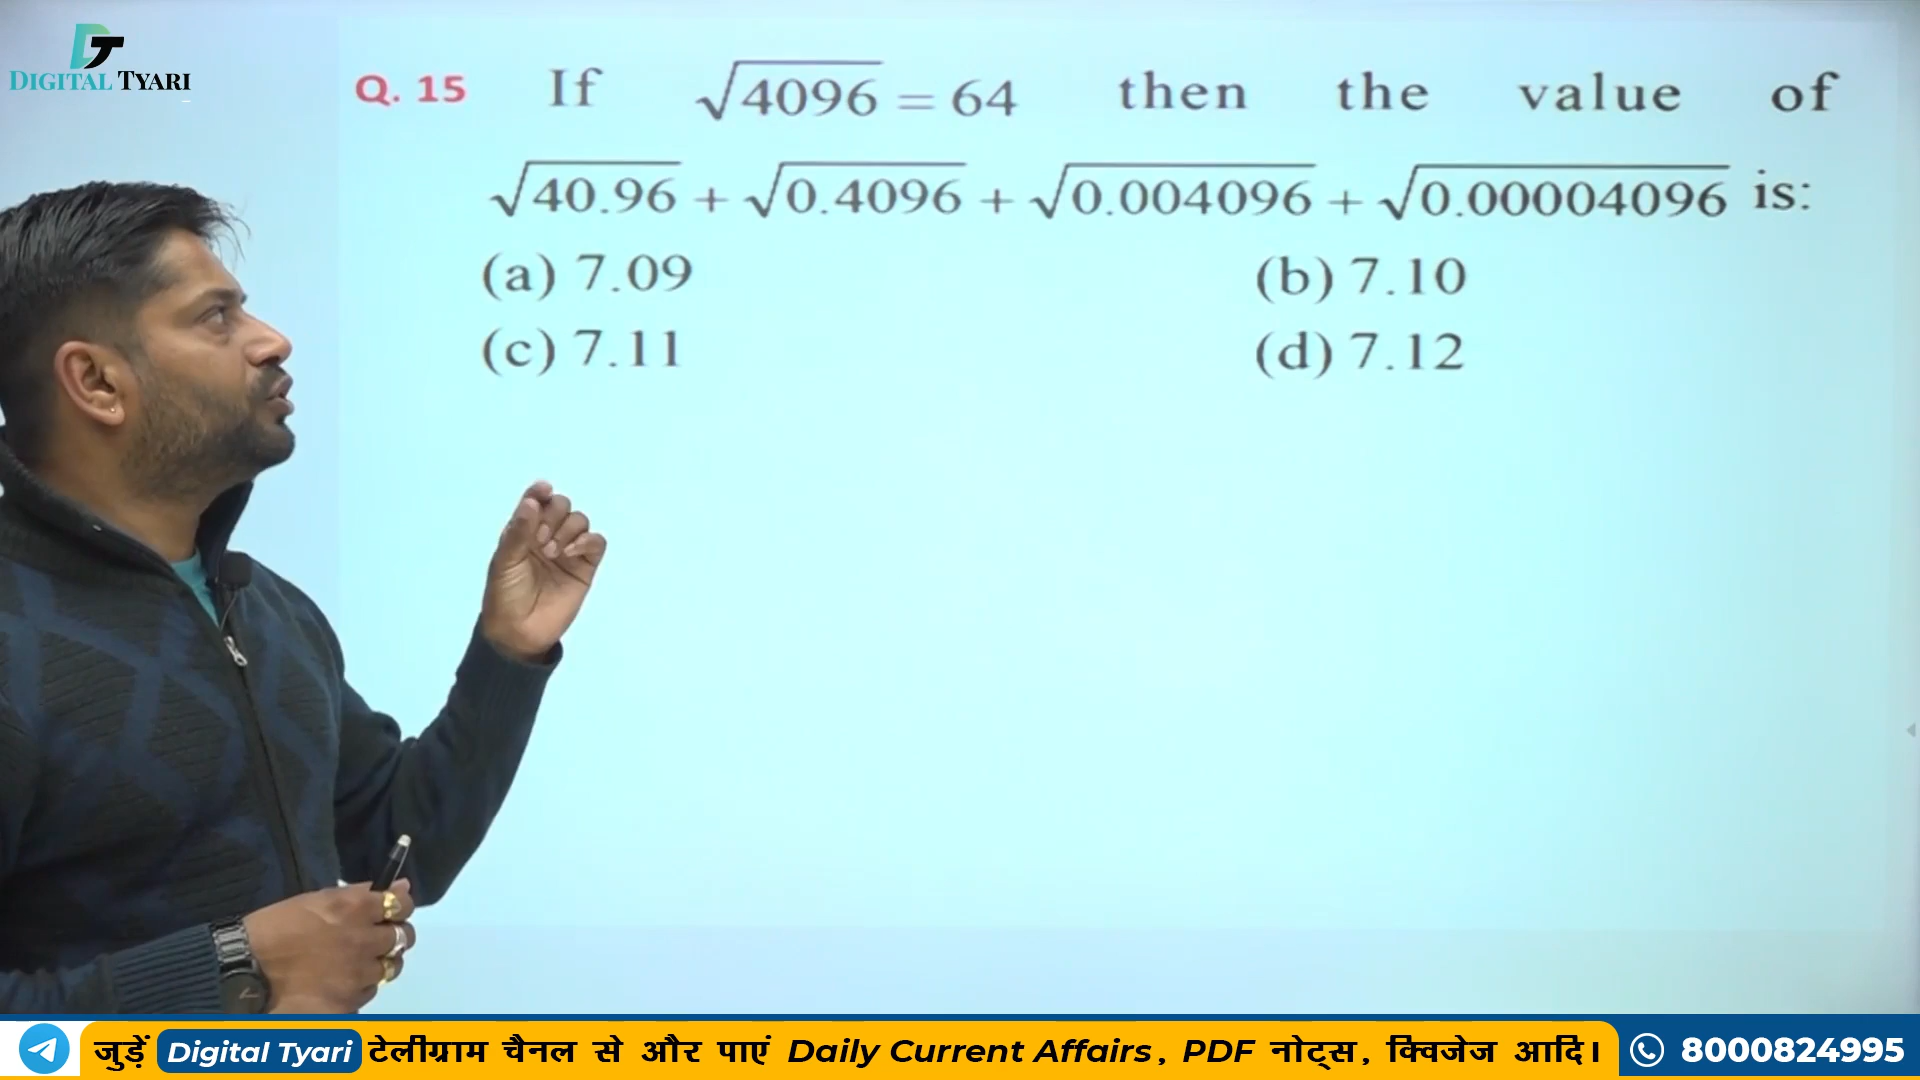 DIGITAL TYARI
Q. 15 If √4096 = 64 then the value of
√40.96 + √0.4096 + √0.004096 + √0.00004096 is:
(a) 7.09 (b) 7.10
(c) 7.11 (d) 7.12
जुड़ें Digital Tyari टेलीग्राम चैनल से और पाएं Daily Current Affairs, PDF नोट्स, क्विजेज आदि। 8000824995